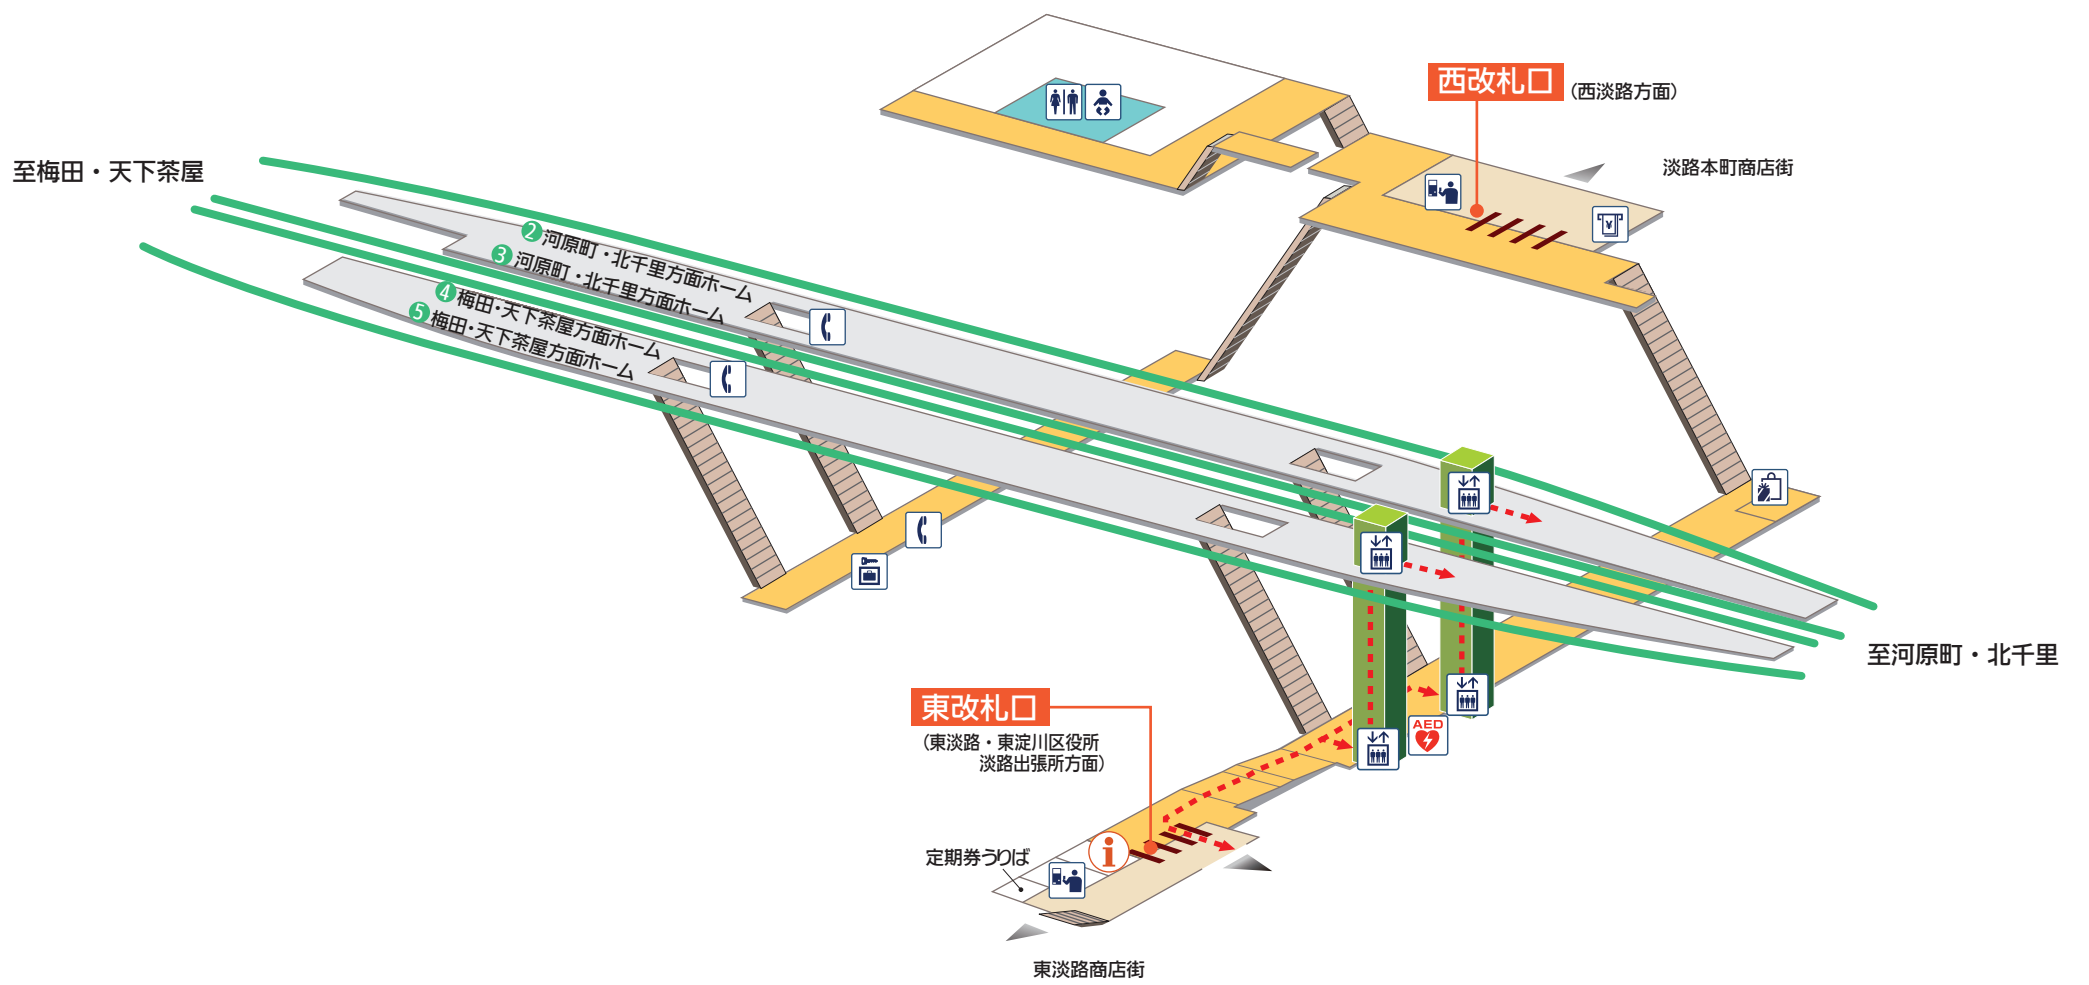 西改札口
(西淡路方面)
至梅田・天下茶屋
淡路本町商店街
¥
2 河原町・北千里方面ホーム
3 河原町・北千里方面ホーム
4 梅田・天下茶屋方面ホーム
5 梅田・天下茶屋方面ホーム
至河原町・北千里
東改札口
(東淡路・東淀川区役所
淡路出張所方面)
AED
i
定期券うりば
東淡路商店街